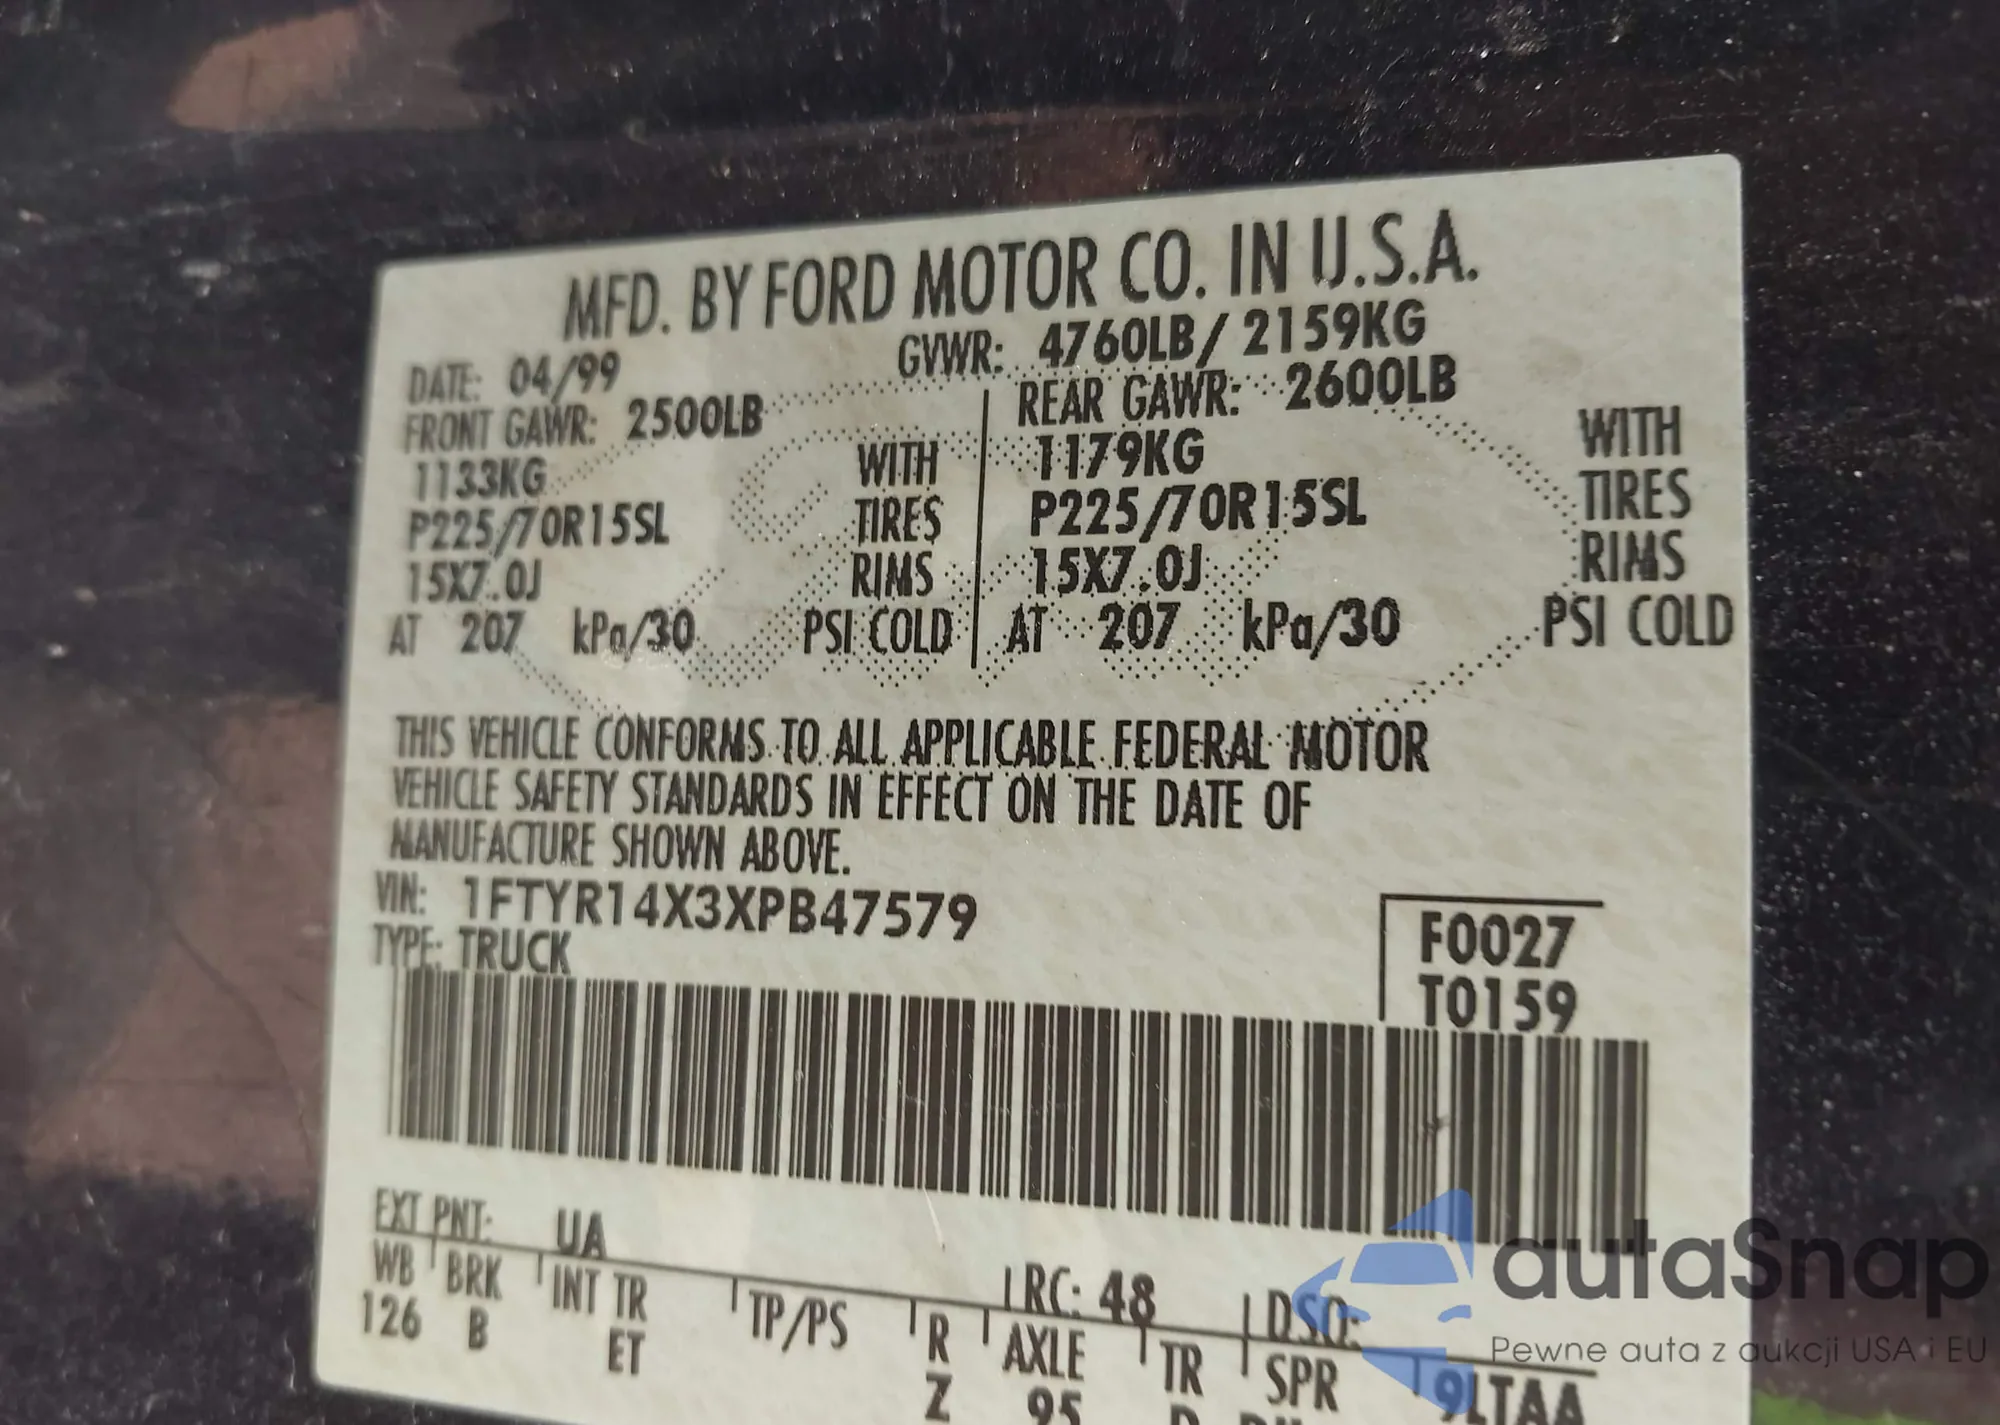 MFD. BY FORD MOTOR CO. IN U.S.A.
DATE: 04/99 GVWR: 4760LB/ 2159KG
FRONT GAWR: 2500LB REAR GAWR: 2600LB
1133KG WITH 1179KG WITH
P225/70R15SL TIRES P225/70R15SL TIRES
15X7.0J RIMS 15X7.0J RIMS
AT 207 kPa/30 PSI COLD AT 207 kPa/30 PSI COLD
THIS VEHICLE CONFORMS TO ALL APPLICABLE FEDERAL MOTOR
VEHICLE SAFETY STANDARDS IN EFFECT ON THE DATE OF
MANUFACTURE SHOWN ABOVE.
VIN: 1FTYR14X3XPB47579
TYPE: TRUCK
F0027
T0159
EXT PNT: UA RC: 48 DSO:
WB BRK INT TR TP/PS R AXLE TR SPR
126 B ET Z 95 9LTAA
autaSnap
Pewne auta z aukcji USA i EU